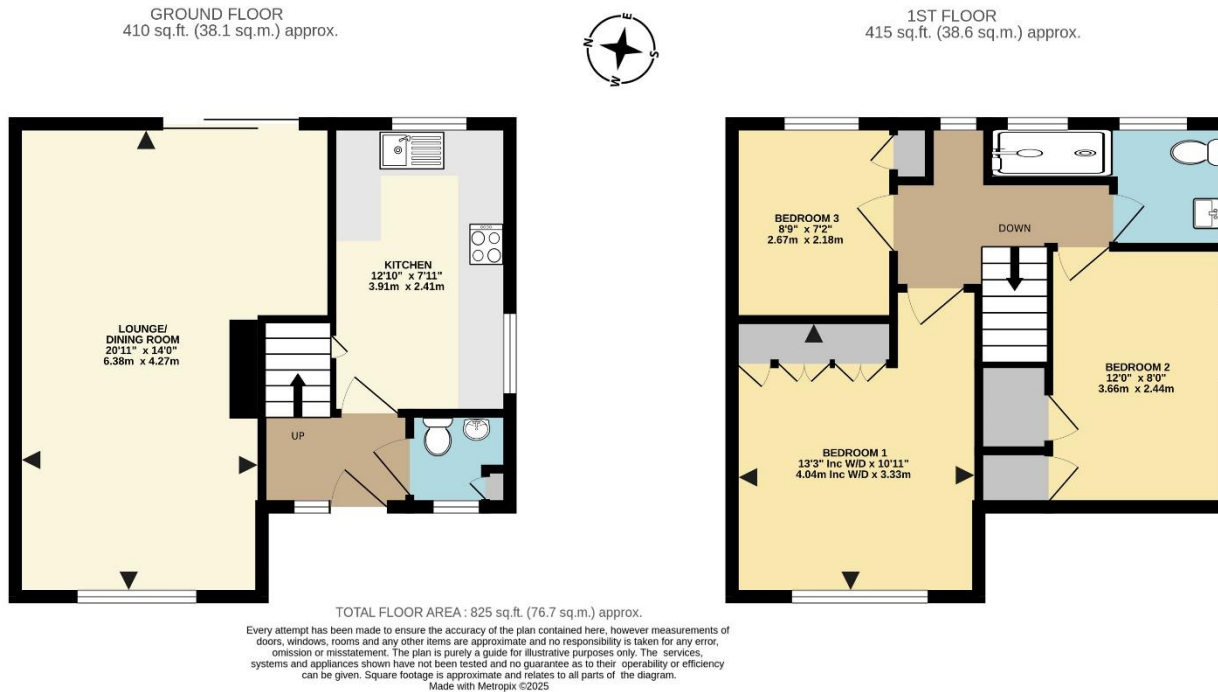 GROUND FLOOR
410 sq.ft. (38.1 sq.m.) approx.
N
E
S
W
1ST FLOOR
415 sq.ft. (38.6 sq.m.) approx.
LOUNGE/
DINING ROOM
20'11" x 14'0"
6.38m x 4.27m
KITCHEN
12'10" x 7'11"
3.91m x 2.41m
UP
BEDROOM 3
8'9" x 7'2"
2.67m x 2.18m
DOWN
BEDROOM 2
12'0" x 8'0"
3.66m x 2.44m
BEDROOM 1
13'3" Inc W/D x 10'11"
4.04m Inc W/D x 3.33m
TOTAL FLOOR AREA : 825 sq.ft. (76.7 sq.m.) approx.
Every attempt has been made to ensure the accuracy of the plan contained here, however measurements of
doors, windows, rooms and any other items are approximate and no responsibility is taken for any error,
omission or misstatement. The plan is purely a guide for illustrative purposes only. The services,
systems and appliances shown have not been tested and no guarantee as to their operability or efficiency
can be given. Square footage is approximate and relates to all parts of the diagram.
Made with Metropix ©2025